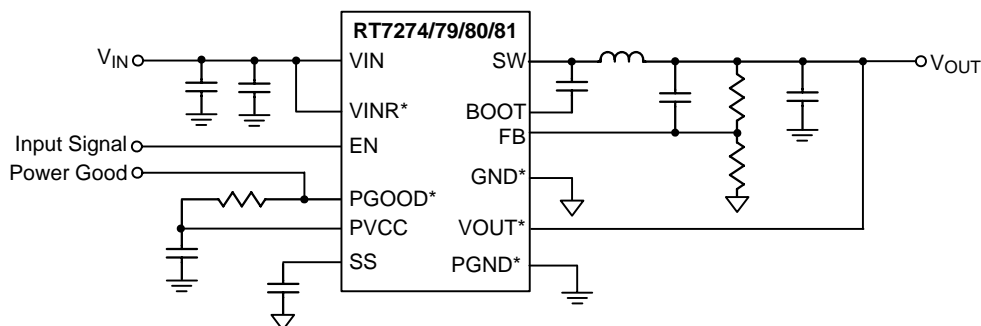 RT7274/79/80/81
VIN
VIN
SW
VOUT
VINR*
BOOT
FB
Input Signal
EN
Power Good
GND*
PGOOD*
PVCC
VOUT*
SS
PGND*